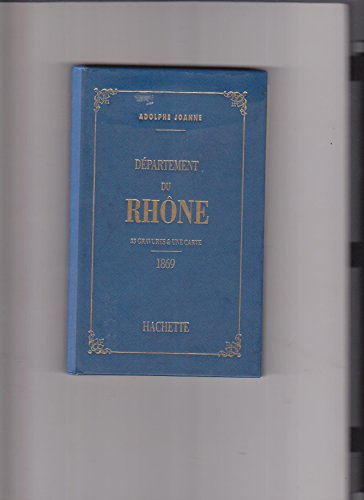 ADOLPHE JOANNE
DÉPARTEMENT
DU
RHÔNE
23 GRAVURES & UNE CARTE
1869
HACHETTE